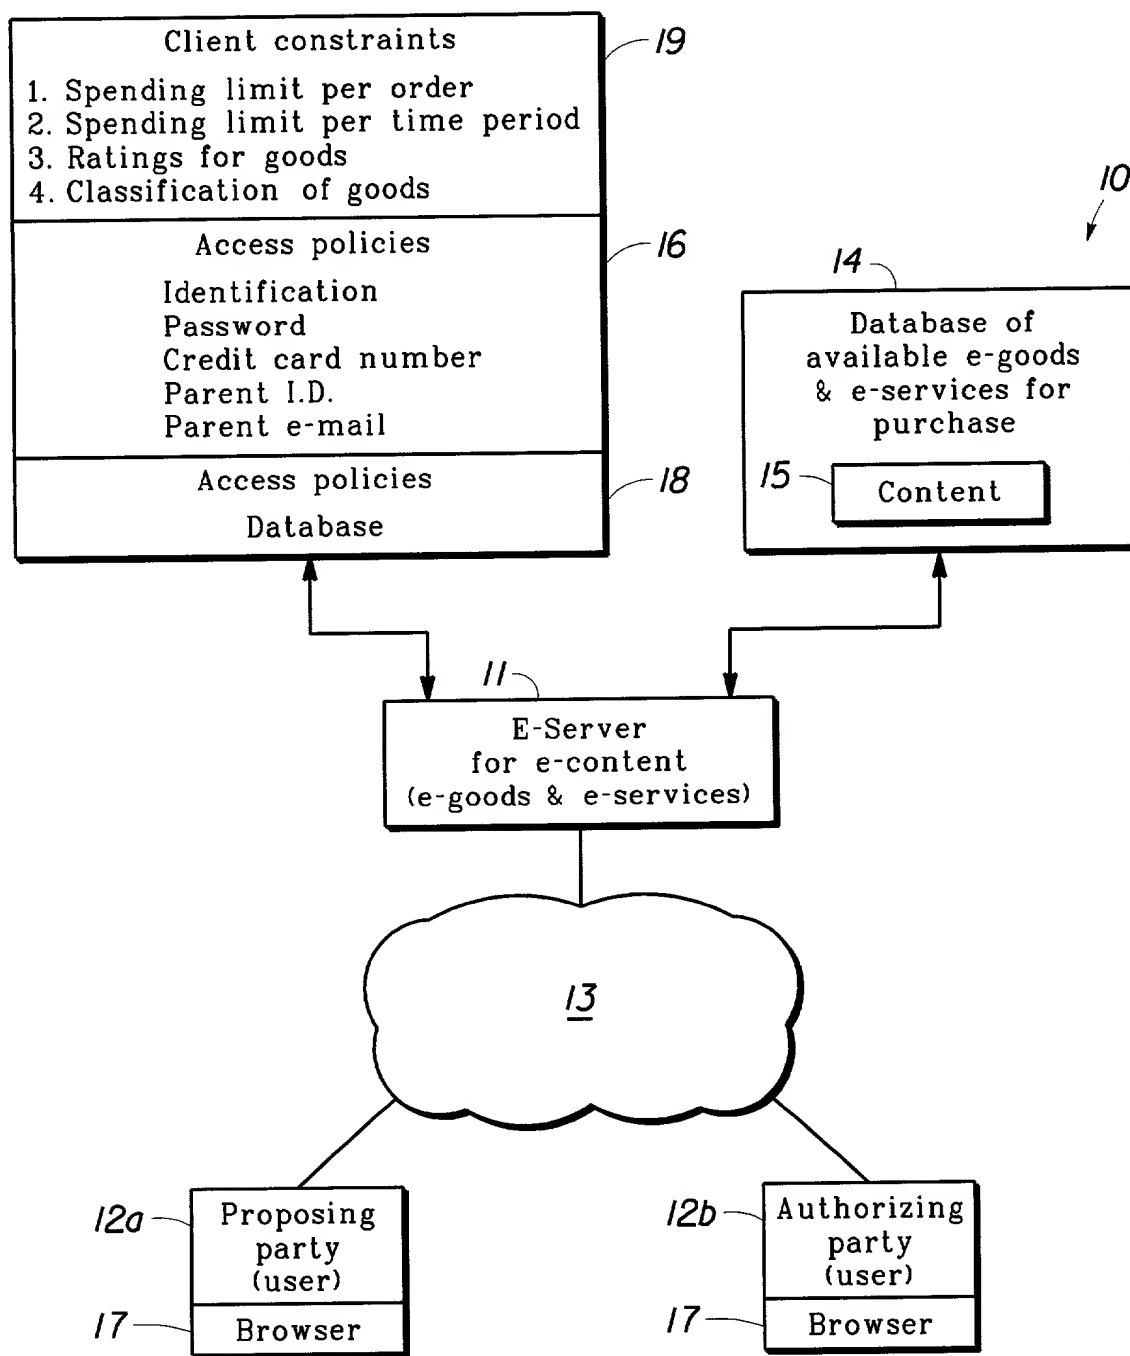 Client constraints
1. Spending limit per order
2. Spending limit per time period
3. Ratings for goods
4. Classification of goods
19
Access policies
Identification
Password
Credit card number
Parent I.D.
Parent e-mail
16
Access policies
Database
18
10
14
Database of
available e-goods
& e-services for
purchase
15
Content
11
E-Server
for e-content
(e-goods & e-services)
13
12a
Proposing
party
(user)
17
Browser
12b
Authorizing
party
(user)
17
Browser